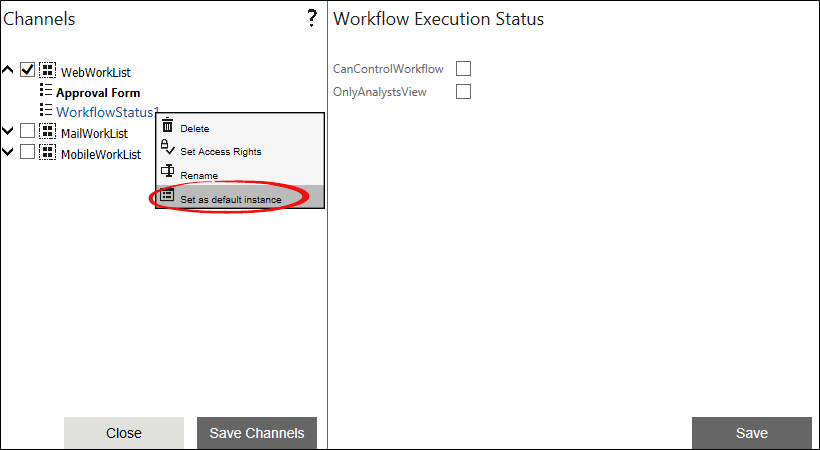 Channels
?
WebWorkList
Approval Form
WorkflowStatus1
MailWorkList
MobileWorkList
Delete
Set Access Rights
Rename
Set as default instance
Close
Save Channels
Workflow Execution Status
CanControlWorkflow
OnlyAnalystsView
Save